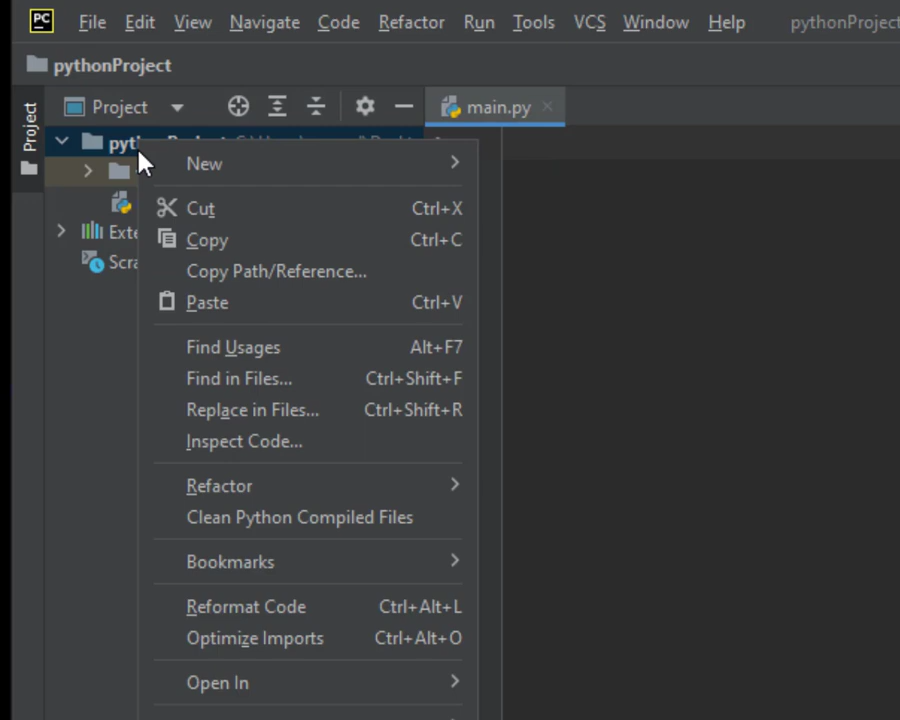 PC File Edit View Navigate Code Refactor Run Tools VCS Window Help pythonProject
pythonProject
Project
Project main.py
New
Cut Ctrl+X
Copy Ctrl+C
Copy Path/Reference...
Paste Ctrl+V
Find Usages Alt+F7
Find in Files... Ctrl+Shift+F
Replace in Files... Ctrl+Shift+R
Inspect Code...
Refactor
Clean Python Compiled Files
Bookmarks
Reformat Code Ctrl+Alt+L
Optimize Imports Ctrl+Alt+O
Open In